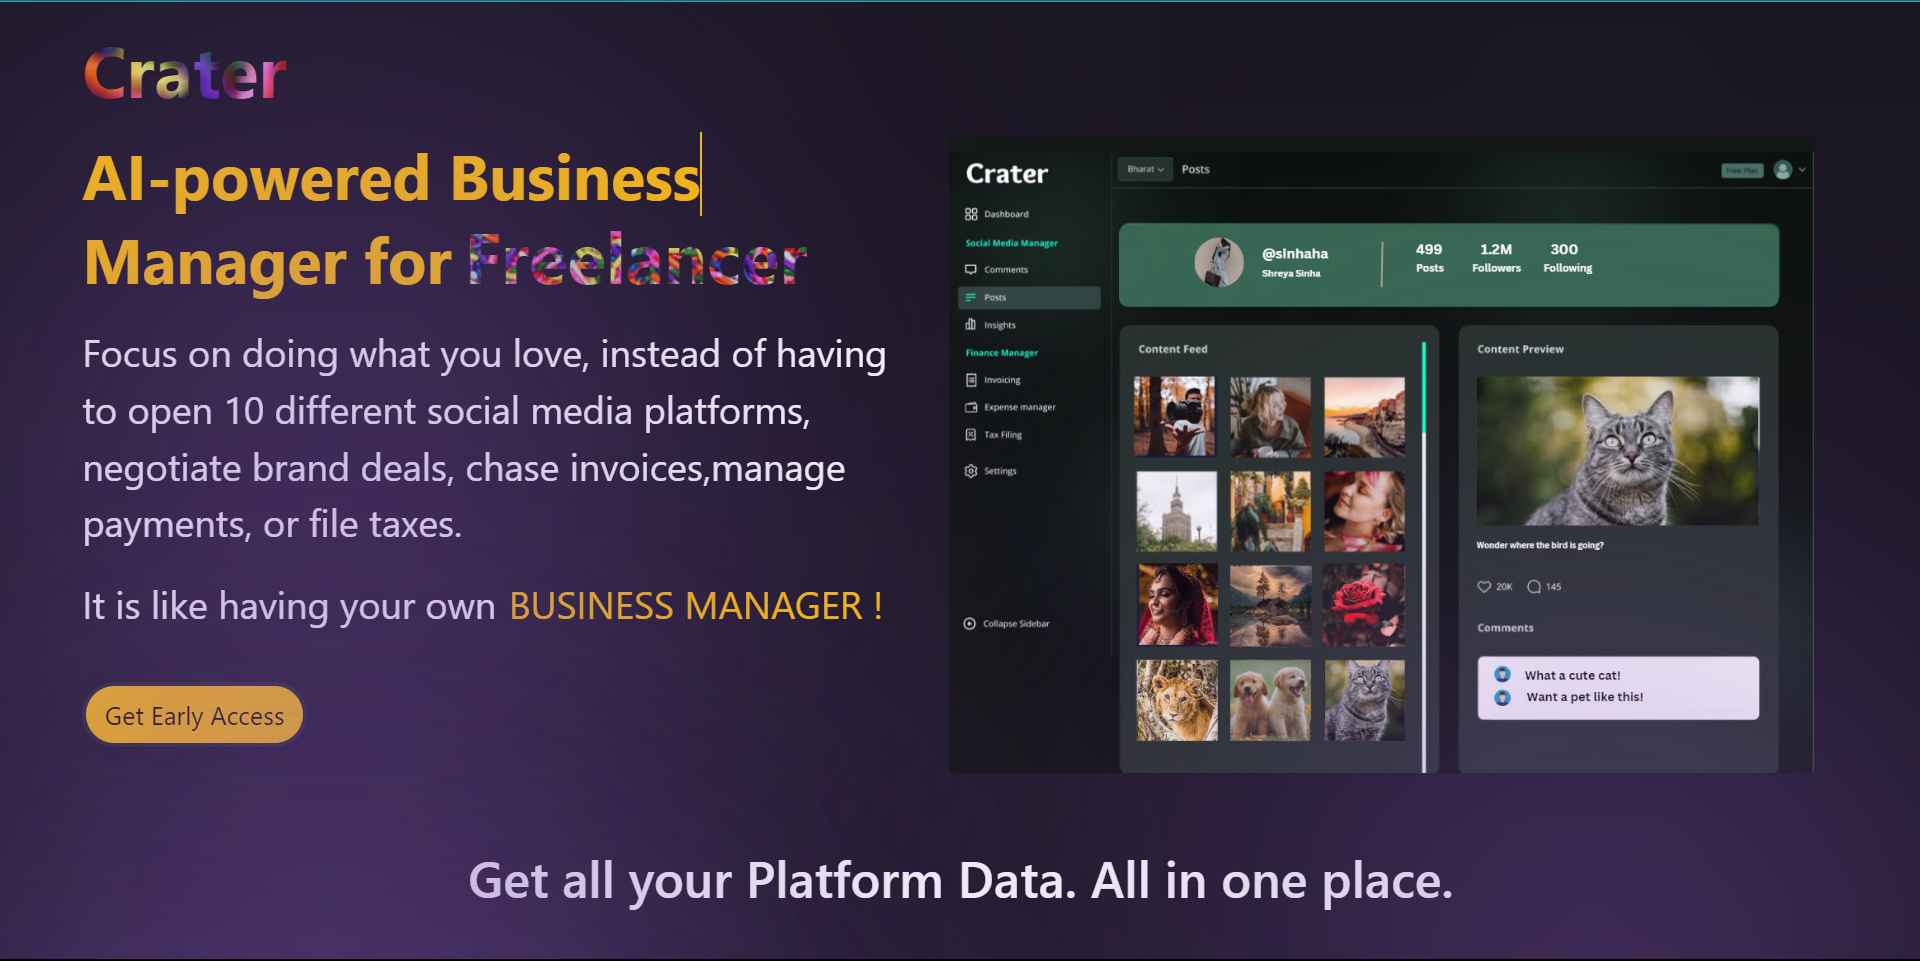 Crater
AI-powered Business
Manager for Freelancer
Focus on doing what you love, instead of having
to open 10 different social media platforms,
negotiate brand deals, chase invoices,manage
payments, or file taxes.
It is like having your own BUSINESS MANAGER !
Get Early Access
Crater
Dashboard
Social Media Manager
Comments
Posts
Insights
Finance Manager
Invoicing
Expense manager
Tax Filing
Settings
Collapse Sidebar
Bharat
Posts
Free Plan
@sinhaha
Shreya Sinha
499
Posts
1.2M
Followers
300
Following
Content Feed
Content Preview
Wonder where the bird is going?
20K
145
Comments
What a cute cat!
Want a pet like this!
Get all your Platform Data. All in one place.